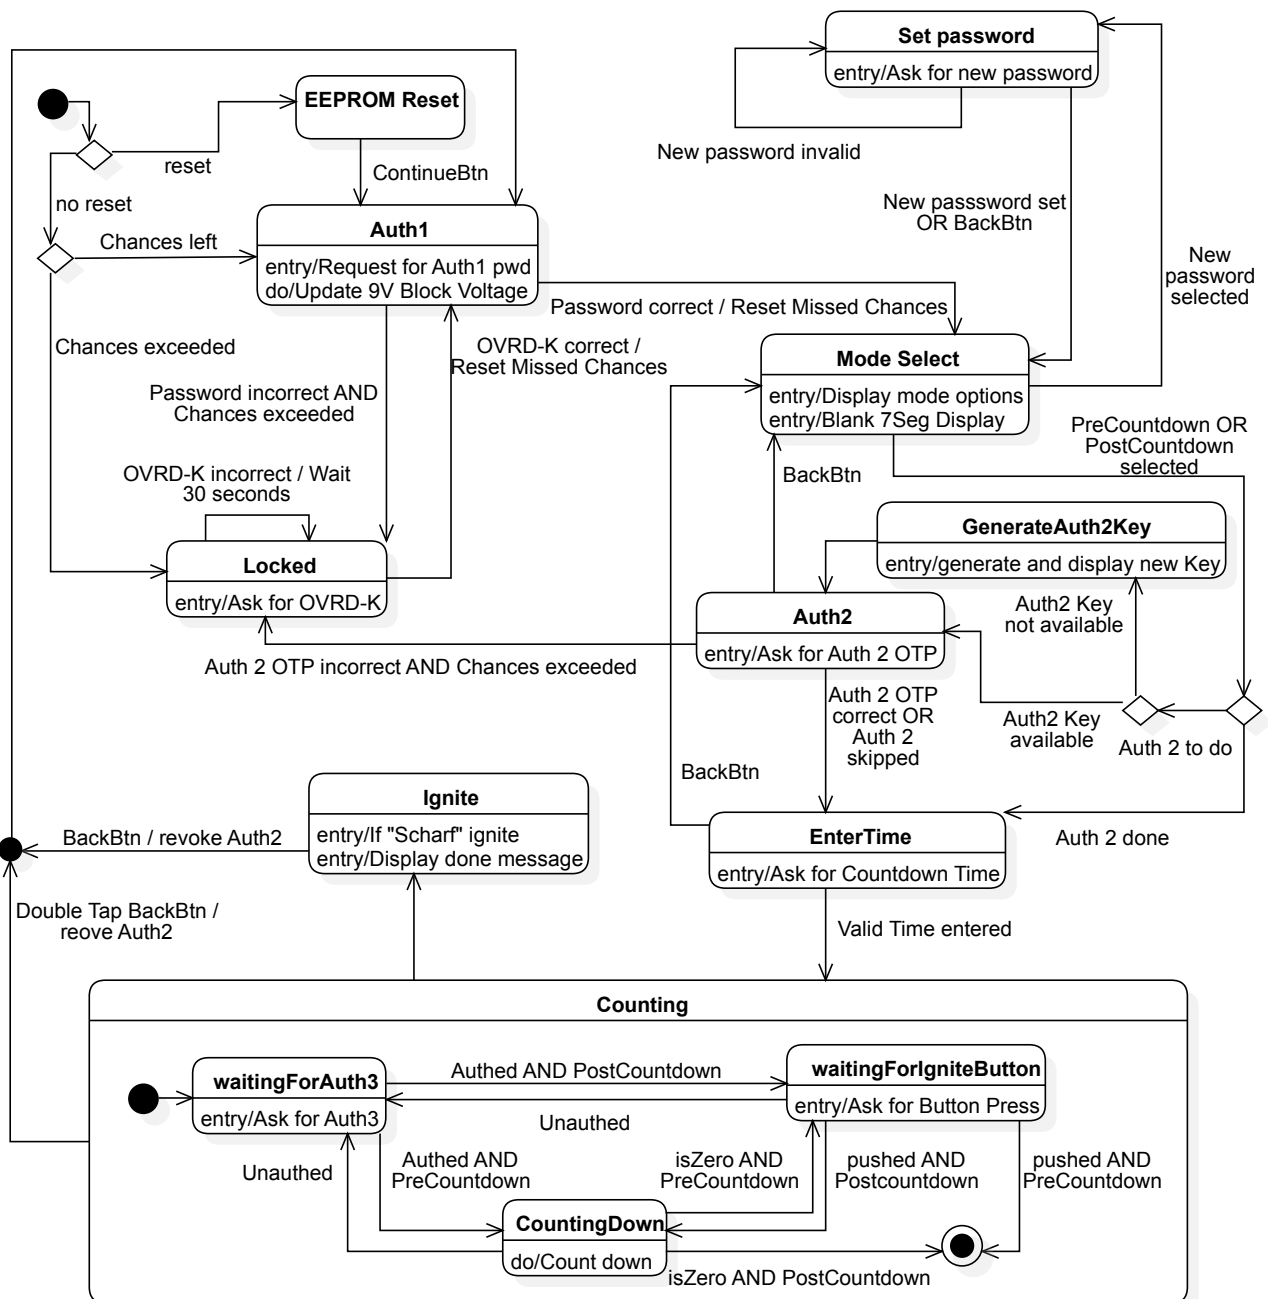 Set password
entry/Ask for new password
New password invalid
EEPROM Reset
reset
ContinueBtn
no reset
Chances left
Auth1
entry/Request for Auth1 pwd
do/Update 9V Block Voltage
New passsword set
OR BackBtn
New
password
selected
Password correct / Reset Missed Chances
Chances exceeded
Password incorrect AND
Chances exceeded
OVRD-K correct /
Reset Missed Chances
Mode Select
entry/Display mode options
entry/Blank 7Seg Display
PreCountdown OR
PostCountdown
selected
OVRD-K incorrect / Wait
30 seconds
BackBtn
Locked
entry/Ask for OVRD-K
GenerateAuth2Key
entry/generate and display new Key
Auth2 Key
not available
Auth2
entry/Ask for Auth 2 OTP
Auth 2 OTP incorrect AND Chances exceeded
Auth 2 OTP
correct OR
Auth 2
skipped
Auth2 Key
available
Auth 2 to do
BackBtn
Ignite
entry/If "Scharf" ignite
entry/Display done message
BackBtn / revoke Auth2
EnterTime
entry/Ask for Countdown Time
Auth 2 done
Double Tap BackBtn /
reove Auth2
Valid Time entered
Counting
waitingForAuth3
entry/Ask for Auth3
Authed AND PostCountdown
Unauthed
waitingForIgniteButton
entry/Ask for Button Press
Unauthed
Authed AND
PreCountdown
isZero AND
PreCountdown
pushed AND
Postcountdown
pushed AND
PreCountdown
CountingDown
do/Count down
isZero AND PostCountdown